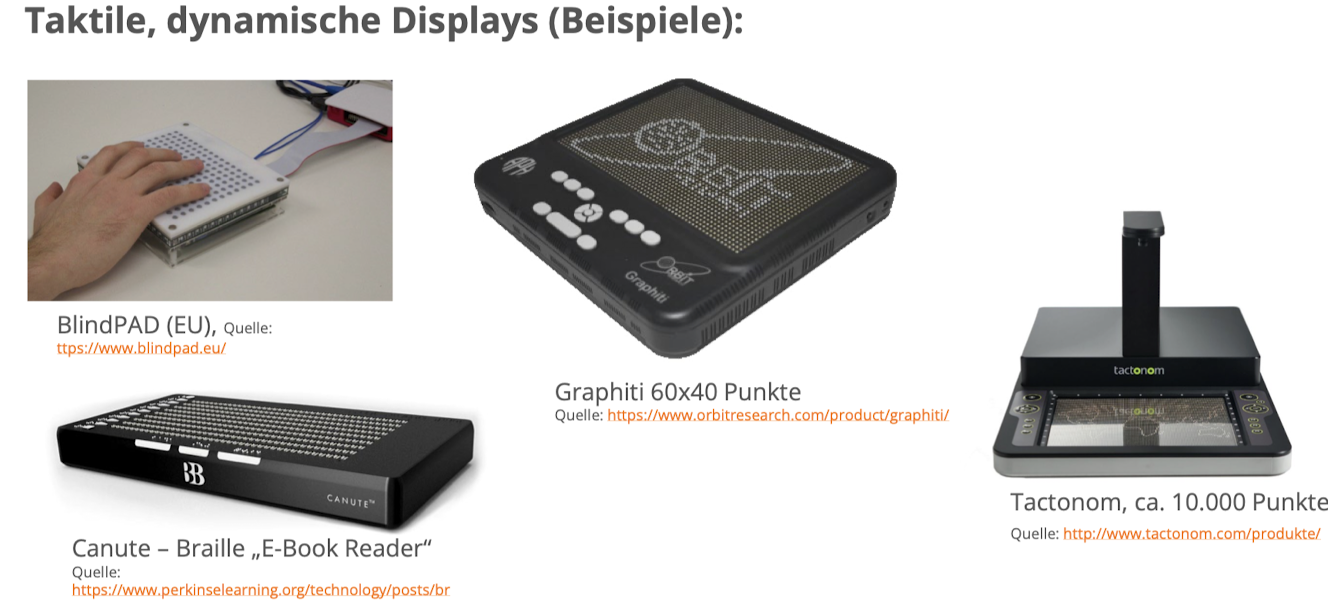 Taktile, dynamische Displays (Beispiele):
BlindPAD (EU), Quelle:
ttps://www.blindpad.eu/
ORBIT
APH
ORBIT
Graphiti
Graphiti 60x40 Punkte
Quelle: https://www.orbitresearch.com/product/graphiti/
B
CANUTE™
Canute – Braille „E-Book Reader“
Quelle:
https://www.perkinselearning.org/technology/posts/br
tactonom
Tactonom, ca. 10.000 Punkte
Quelle: http://www.tactonom.com/produkte/